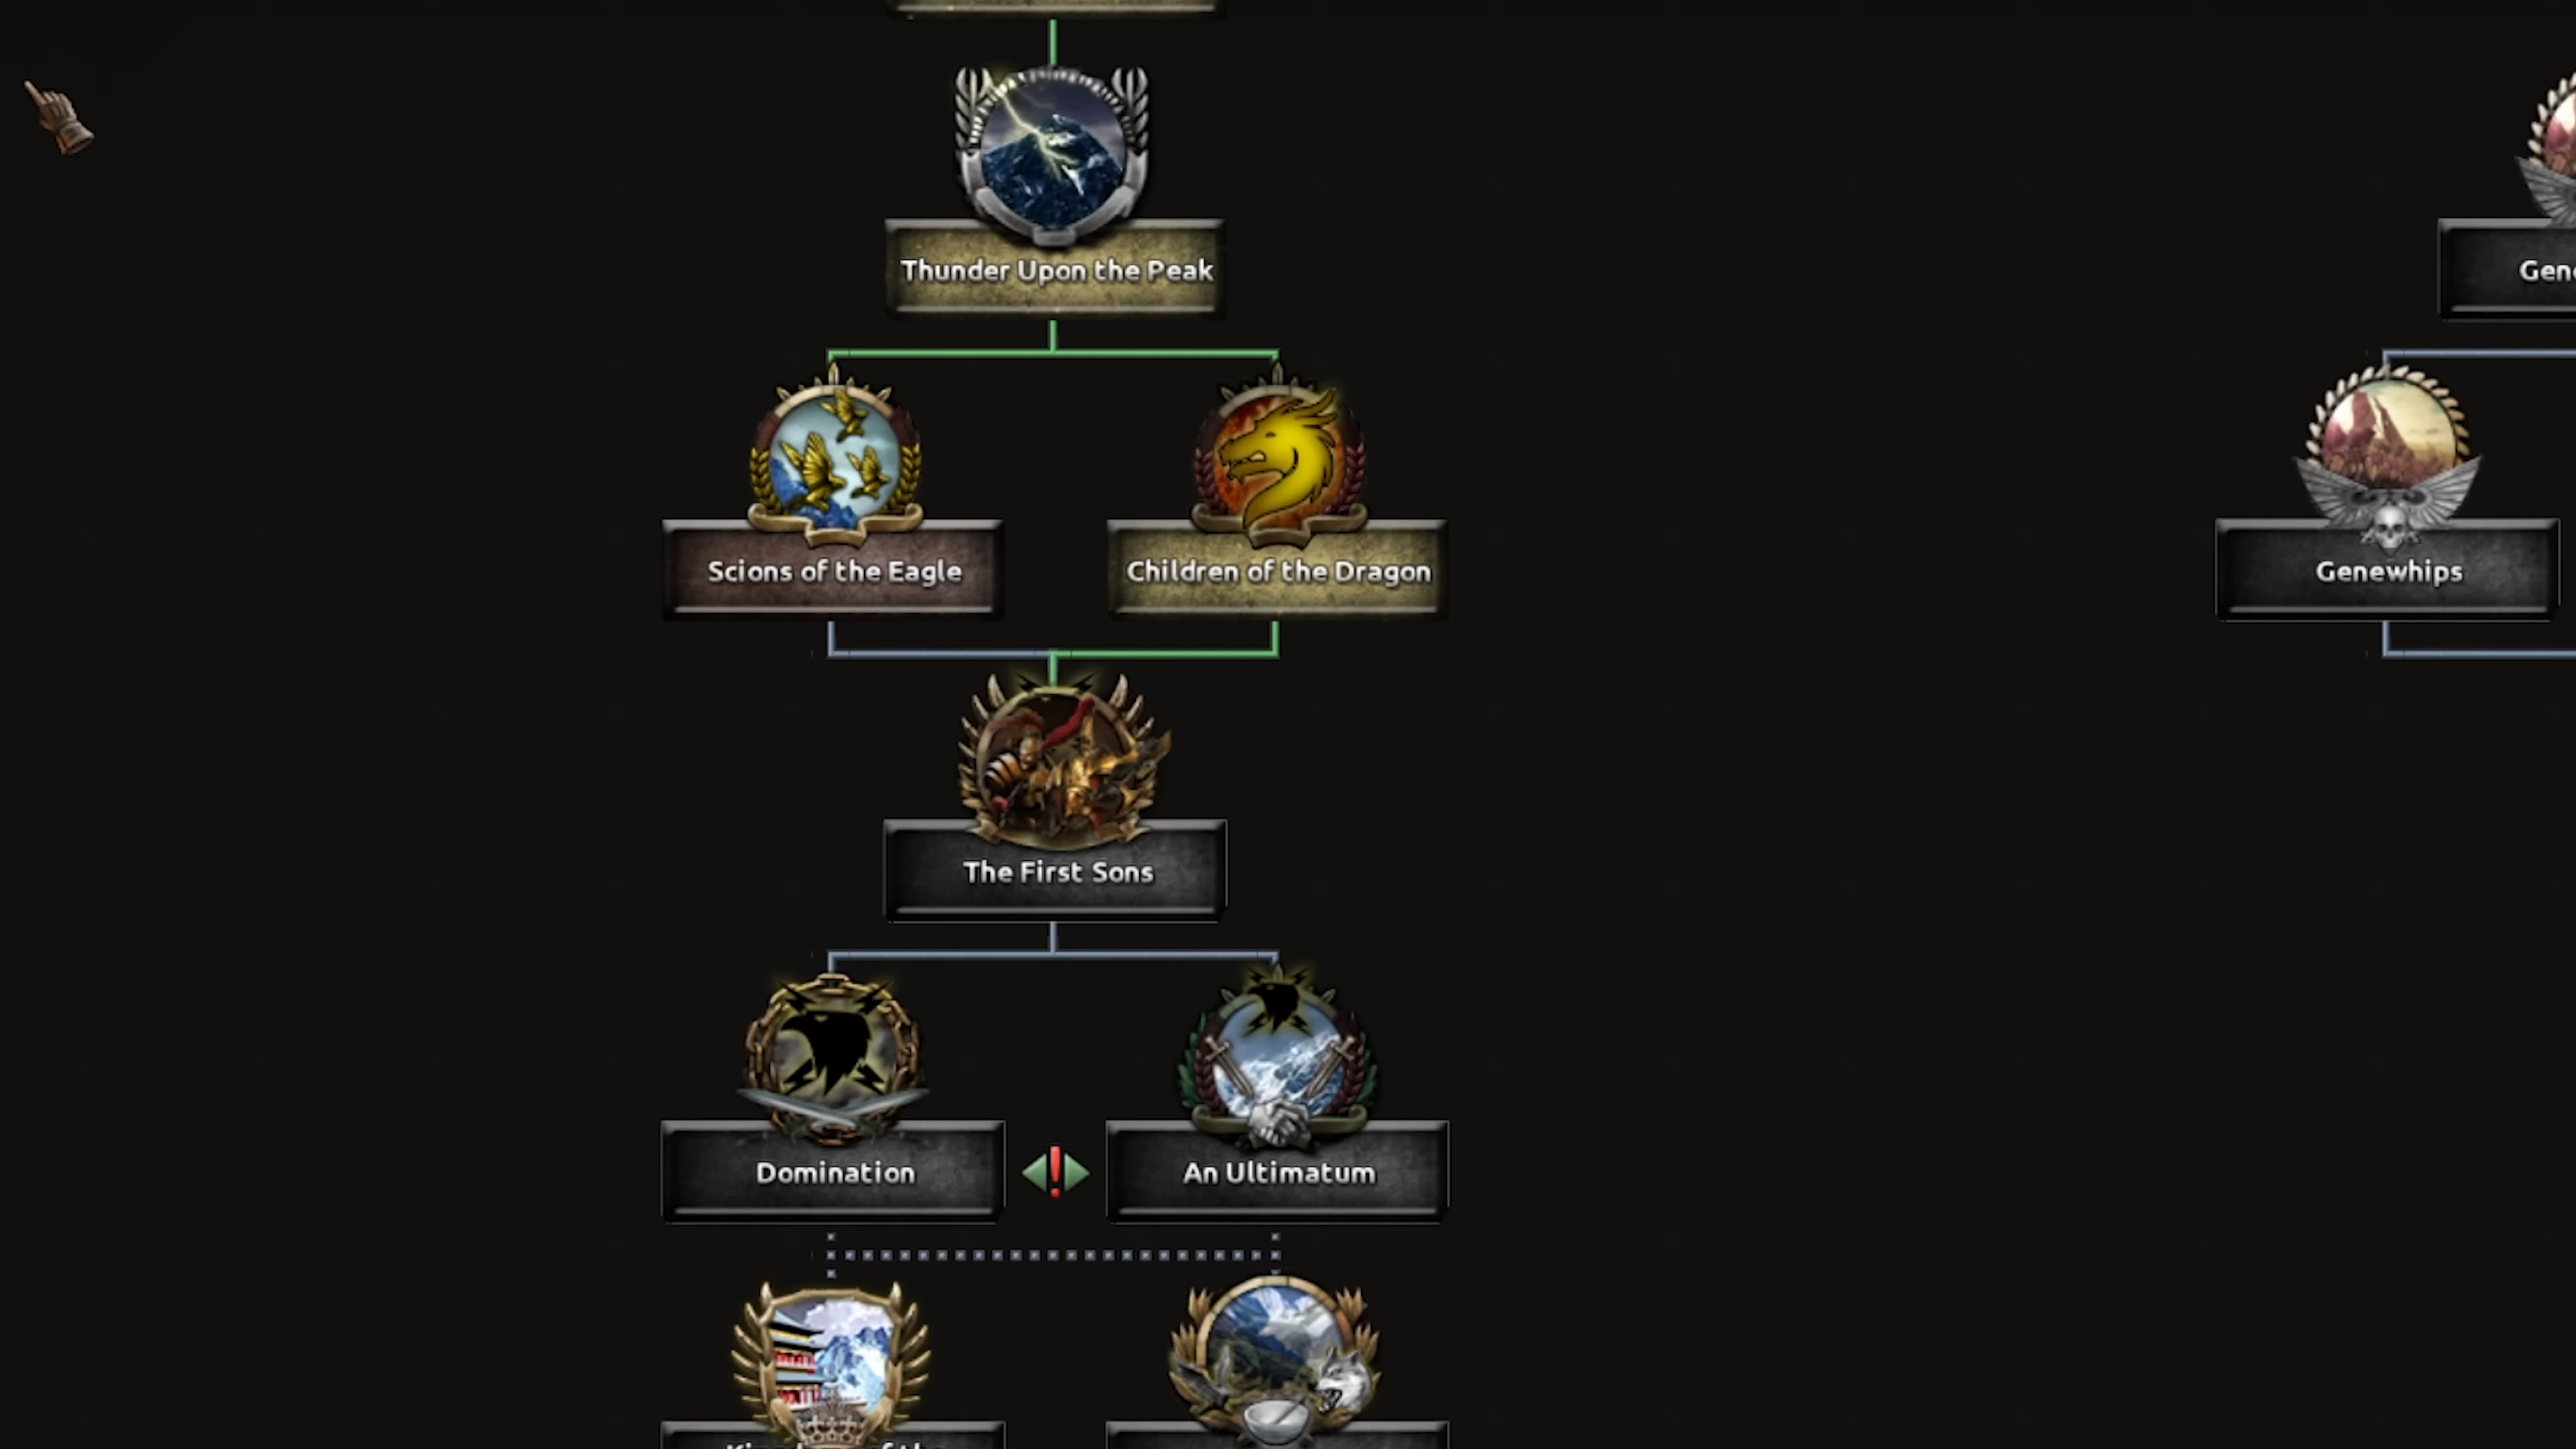 Thunder Upon the Peak
Scions of the Eagle
Children of the Dragon
Genewhips
The First Sons
Domination
An Ultimatum